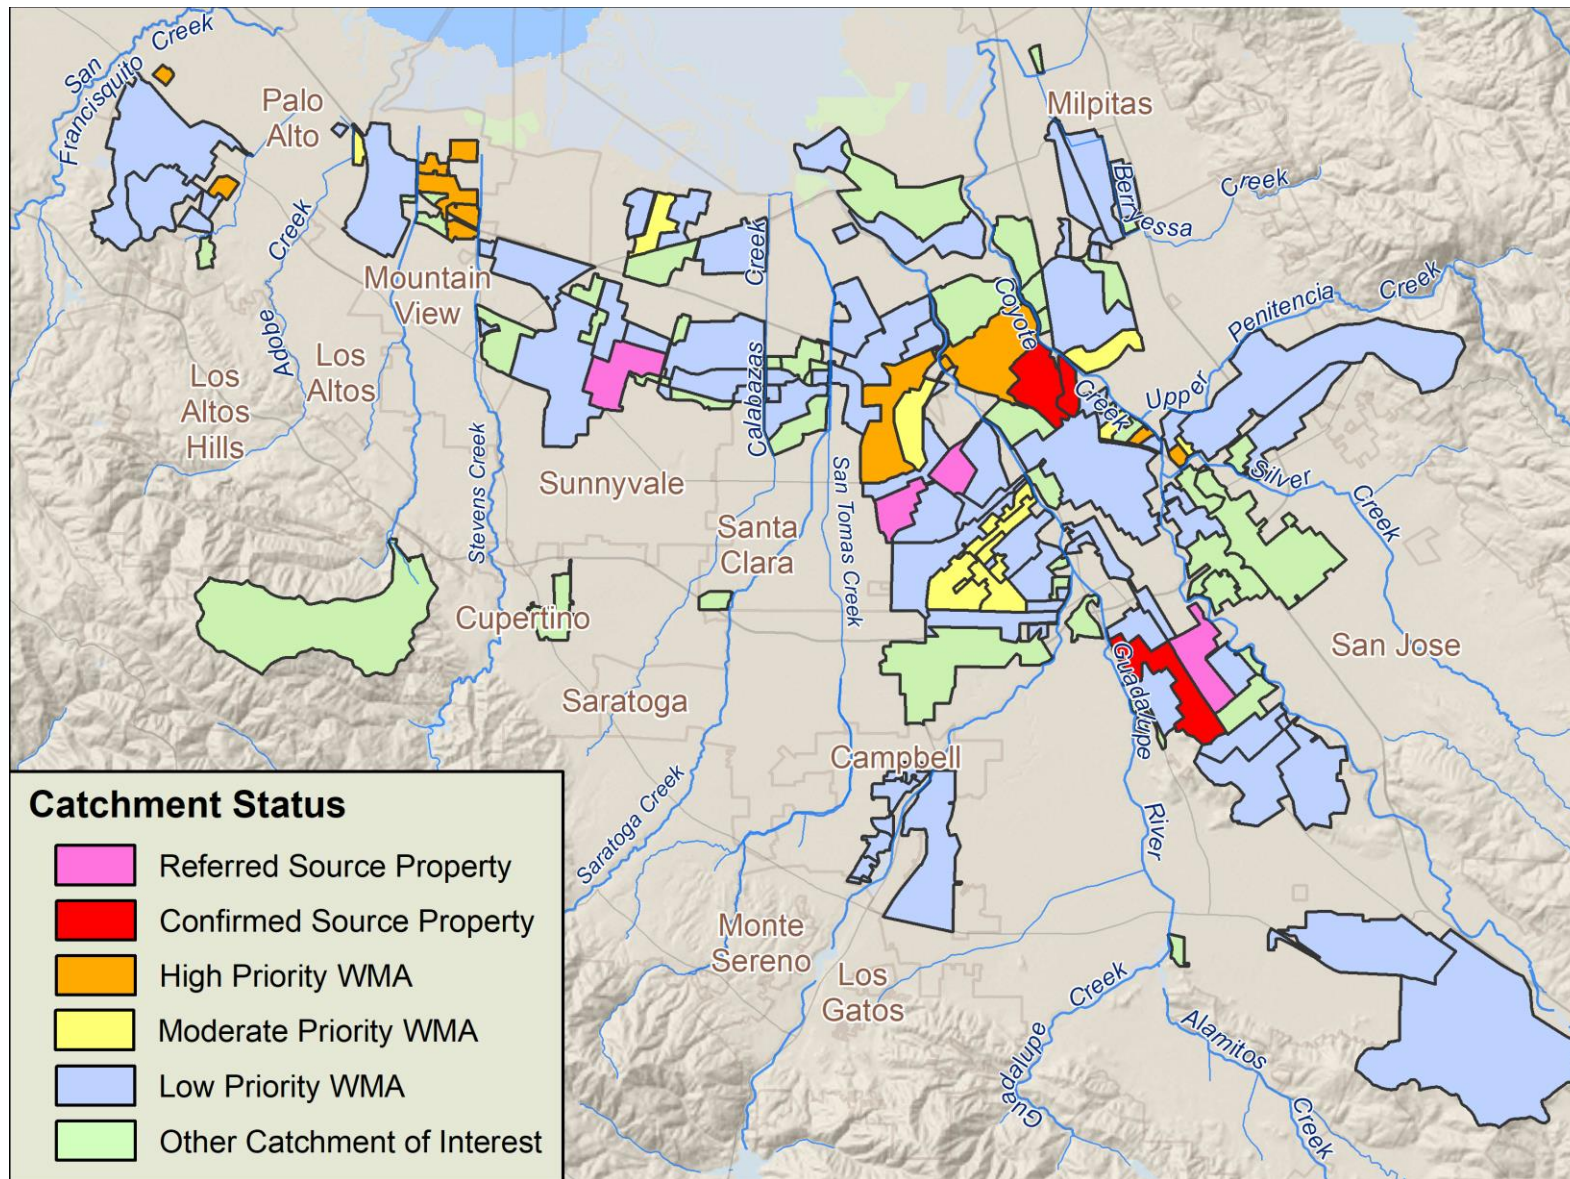 San
Francisquito
Creek
Palo
Alto
Milpitas
Berryessa
Creek
Adobe
Creek
Mountain
View
Los
Altos
Los
Altos
Hills
Stevens Creek
Calabazas
Creek
Coyote
Creek
Upper
Penitencia
Creek
Silver
Creek
Sunnyvale
Santa
Clara
San Tomas Creek
Cupertino
San Jose
Saratoga
Guadalupe
River
Campbell
Saratoga Creek
Monte
Sereno
Los
Gatos
Guadalupe
Creek
Alamitos
Creek
Catchment Status
Referred Source Property
Confirmed Source Property
High Priority WMA
Moderate Priority WMA
Low Priority WMA
Other Catchment of Interest